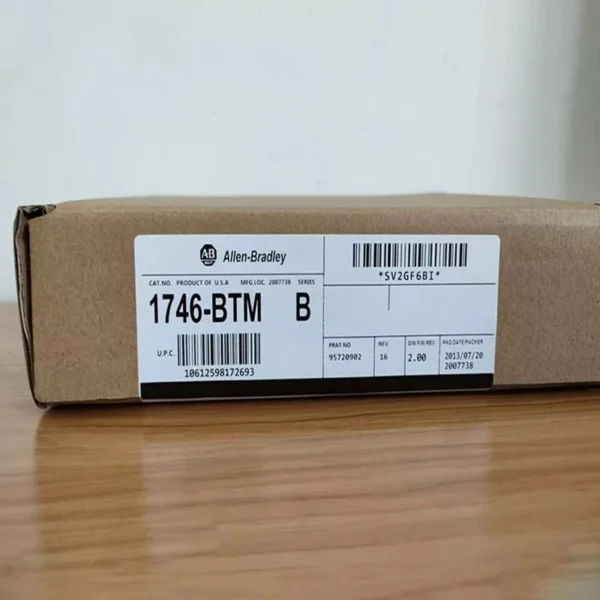 AB Allen-Bradley
CAT.NO. PRODUCT OF U.S.A MFG.LOC. 2007738 SERIES
1746-BTM B
U.P.C.
10612598172693
*SV2GF6BI*
PRAT NO REV S/W F/W REV. PKG.DATE.PACKER
95720902 16 2.00 2013/07/20
2007738